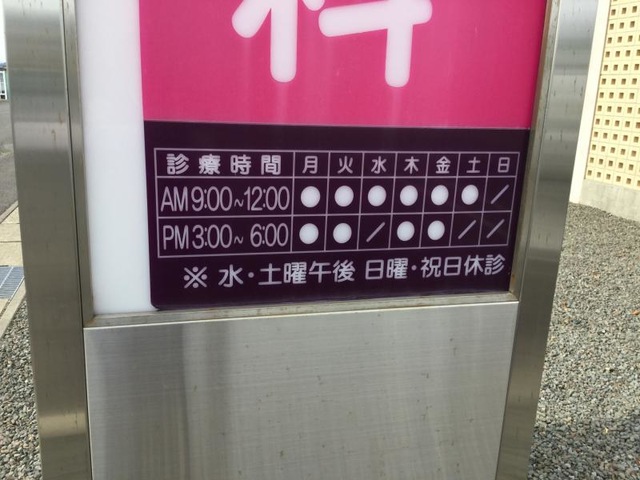 科
診療時間 月 火 水 木 金 土 日
AM 9:00~12:00 ● ● ● ● ● ● /
PM 3:00~ 6:00 ● ● / ● ● / /
※ 水・土曜午後 日曜・祝日休診